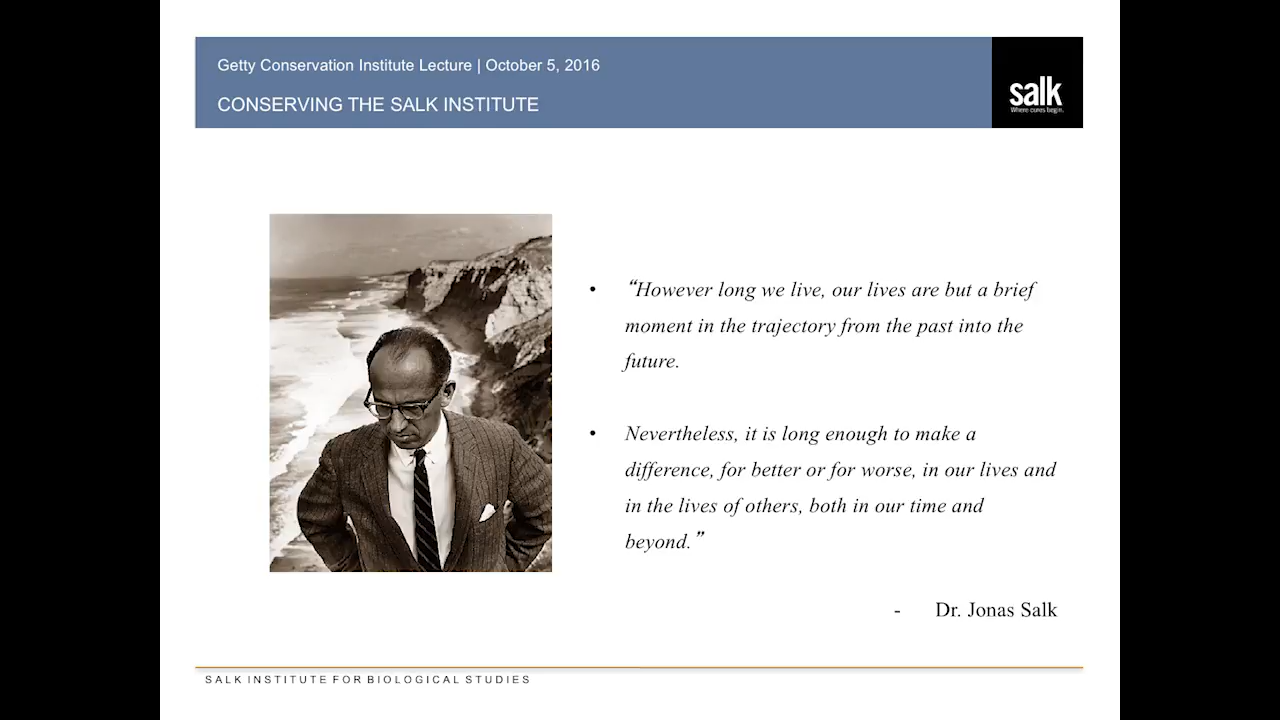 Getty Conservation Institute Lecture | October 5, 2016
CONSERVING THE SALK INSTITUTE
salk
Where cures begin.
• “However long we live, our lives are but a brief
moment in the trajectory from the past into the
future.
• Nevertheless, it is long enough to make a
difference, for better or for worse, in our lives and
in the lives of others, both in our time and
beyond.”
- Dr. Jonas Salk
SALK INSTITUTE FOR BIOLOGICAL STUDIES